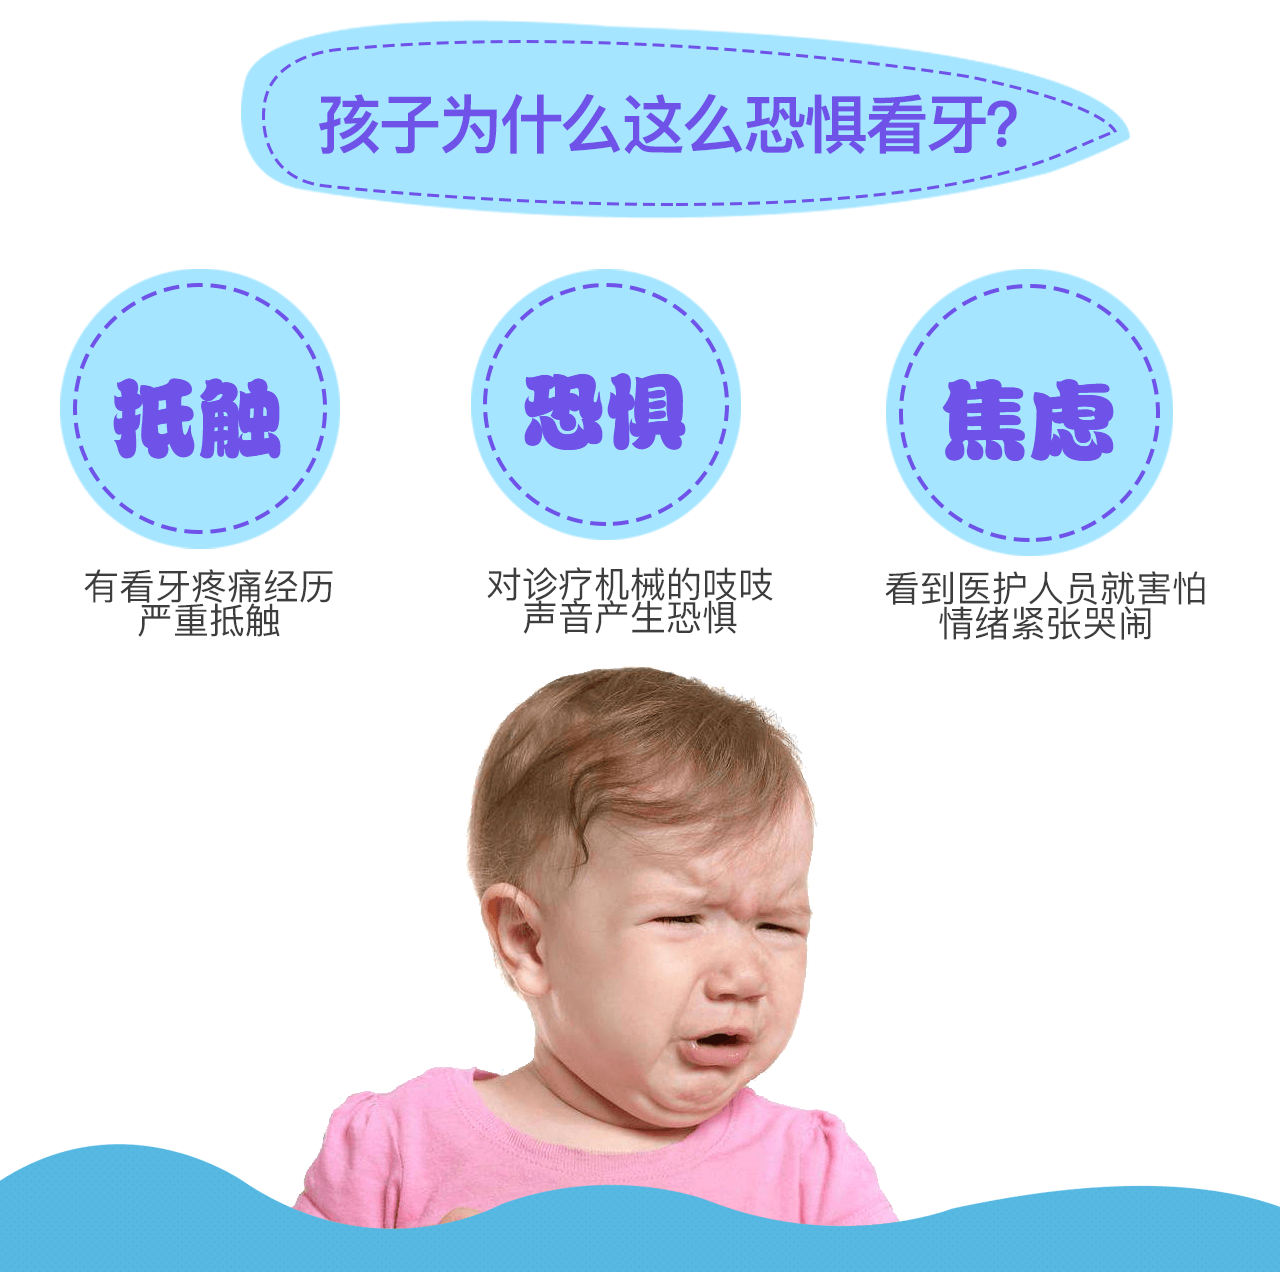 孩子为什么这么恐惧看牙?
抵触
恐惧
焦虑
有看牙疼痛经历
严重抵触
对诊疗机械的吱吱
声音产生恐惧
看到医护人员就害怕
情绪紧张哭闹